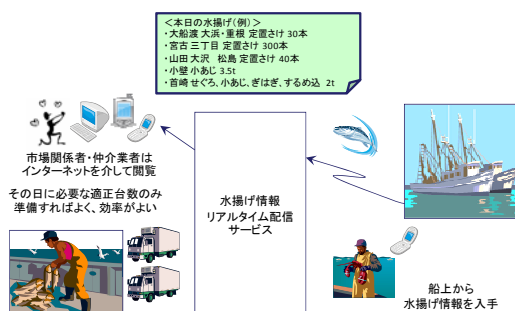 ＜本日の水揚げ(例)＞
・大船渡 大浜・重根 定置さけ 30本
・宮古 三丁目 定置さけ 300本
・山田 大沢 松島 定置さけ 40本
・小壁 小あじ 3.5t
・首崎 せぐろ、小あじ、ぎはぎ、するめ込 2t
市場関係者・仲介業者は
インターネットを介して閲覧
その日に必要な適正台数のみ
準備すればよく、効率がよい
水揚げ情報
リアルタイム配信
サービス
船上から
水揚げ情報を入手